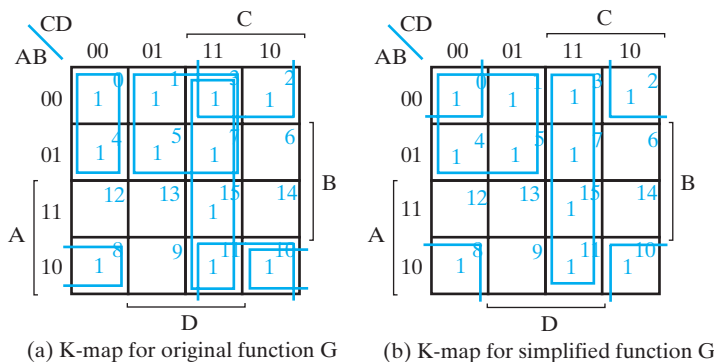 C
CD
AB
00 01 11 10
0 1 3 2
00 1 1 1 1
4 5 7 6
01 1 1 1
B
12 13 15 14
11 1
A
8 9 11 10
10 1 1 1
D
(a) K-map for original function G
C
CD
AB
00 01 11 10
0 1 3 2
00 1 1 1 1
4 5 7 6
01 1 1 1
B
12 13 15 14
11 1
A
8 9 11 10
10 1 1 1
D
(b) K-map for simplified function G